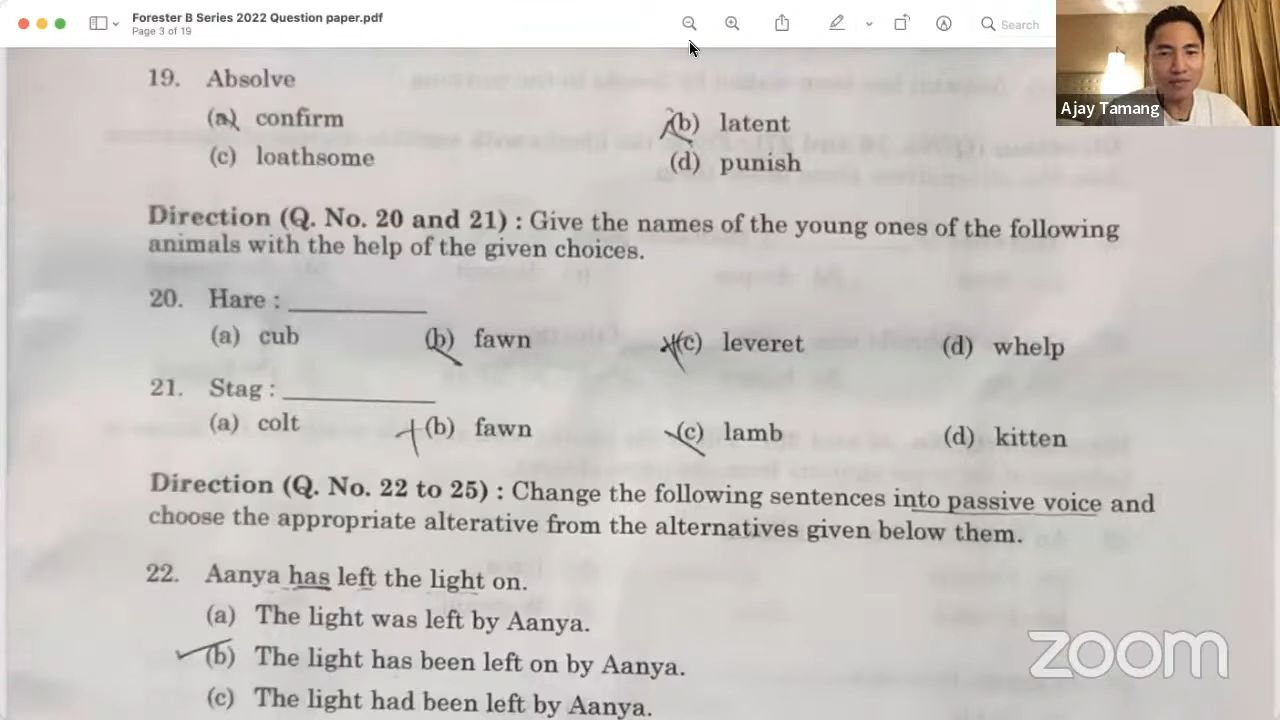 Forester B Series 2022 Question paper.pdf
Page 3 of 19
Search
Ajay Tamang
19. Absolve
(a) confirm (b) latent
(c) loathsome (d) punish
Direction (Q. No. 20 and 21) : Give the names of the young ones of the following
animals with the help of the given choices.
20. Hare : ____________
(a) cub (b) fawn (c) leveret (d) whelp
21. Stag : ____________
(a) colt (b) fawn (c) lamb (d) kitten
Direction (Q. No. 22 to 25) : Change the following sentences into passive voice and
choose the appropriate alterative from the alternatives given below them.
22. Aanya has left the light on.
(a) The light was left by Aanya.
(b) The light has been left on by Aanya.
(c) The light had been left by Aanya.
zoom